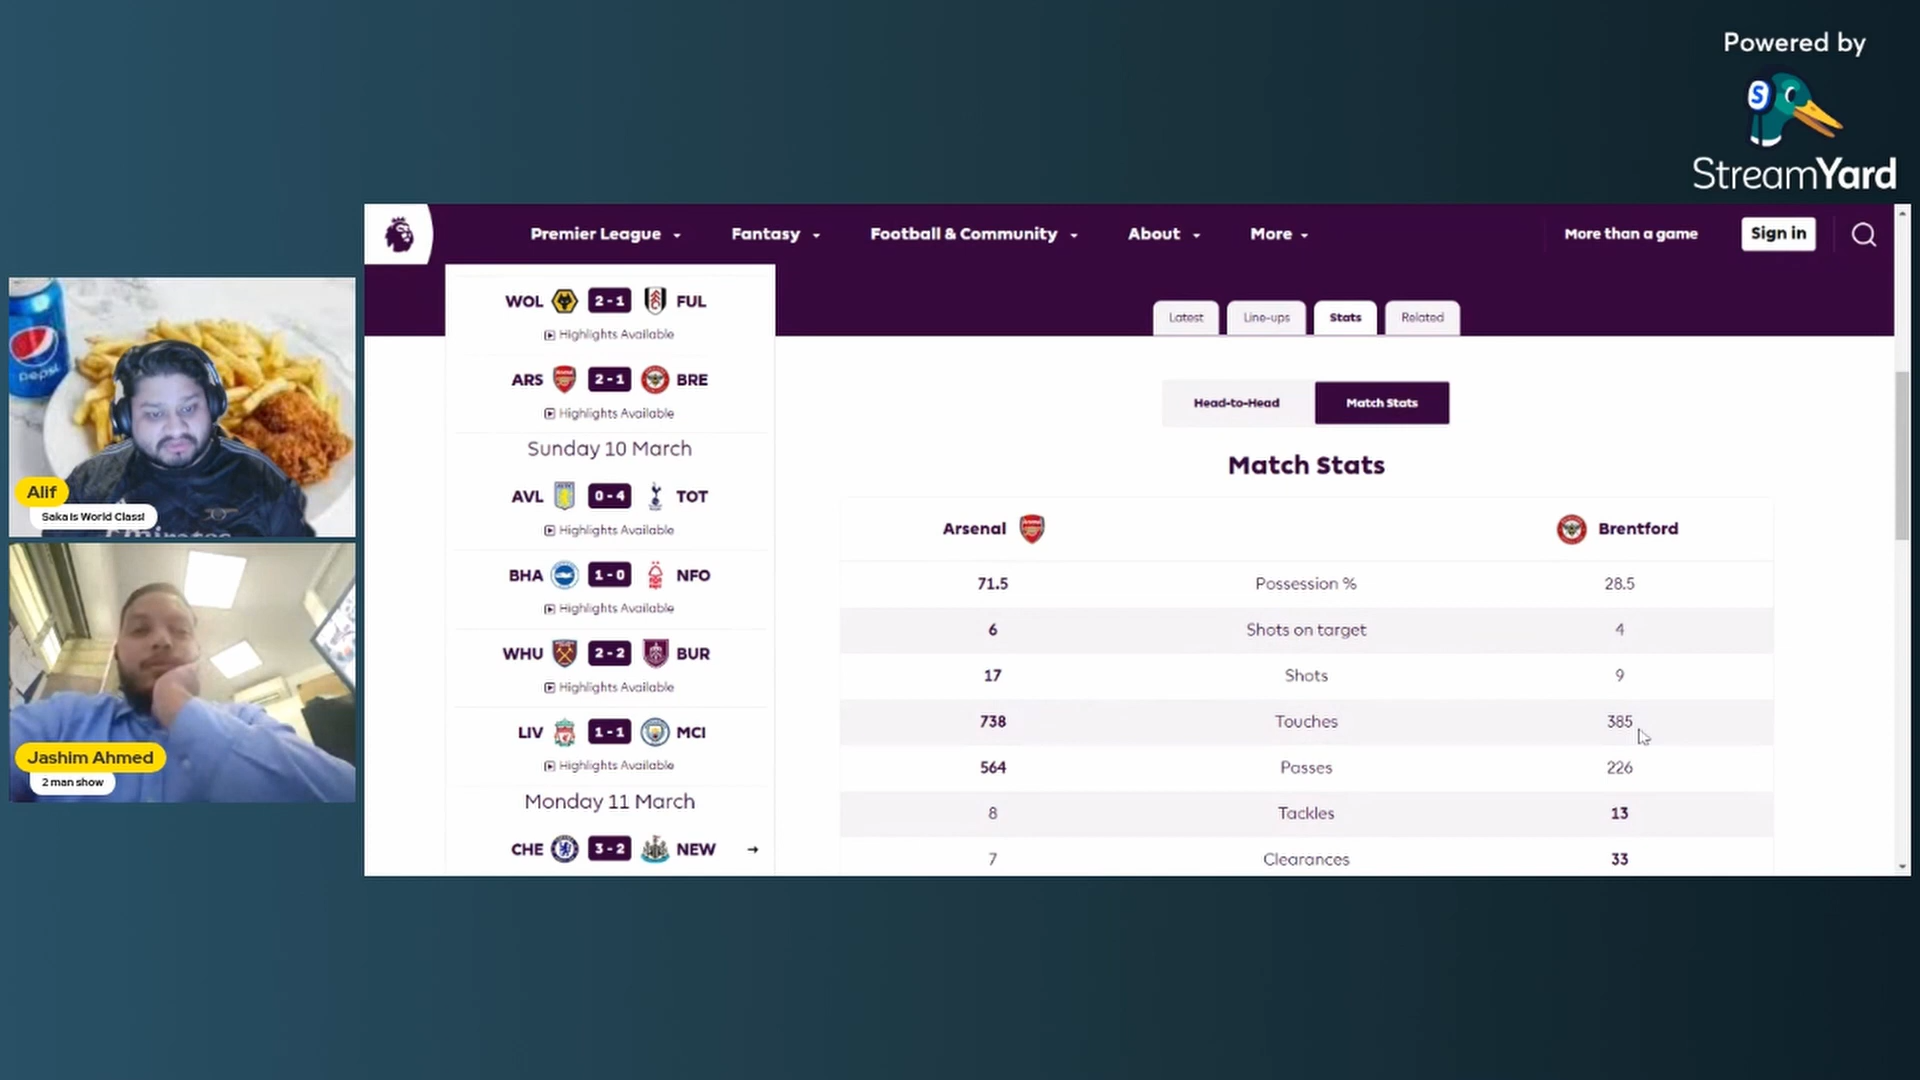 Powered by
StreamYard
Premier League
Fantasy
Football & Community
About
More
More than a game
Sign in
WOL 2 - 1 FUL
Highlights Available
ARS 2 - 1 BRE
Highlights Available
Sunday 10 March
AVL 0 - 4 TOT
Highlights Available
BHA 1 - 0 NFO
Highlights Available
WHU 2 - 2 BUR
Highlights Available
LIV 1 - 1 MCI
Highlights Available
Monday 11 March
CHE 3 - 2 NEW →
Latest
Line-ups
Stats
Related
Head-to-Head
Match Stats
Match Stats
Arsenal Brentford
71.5 Possession % 28.5
6 Shots on target 4
17 Shots 9
738 Touches 385
564 Passes 226
8 Tackles 13
7 Clearances 33
pepsi
Alif
Saka is World Class!
Emirates
Jashim Ahmed
2 man show